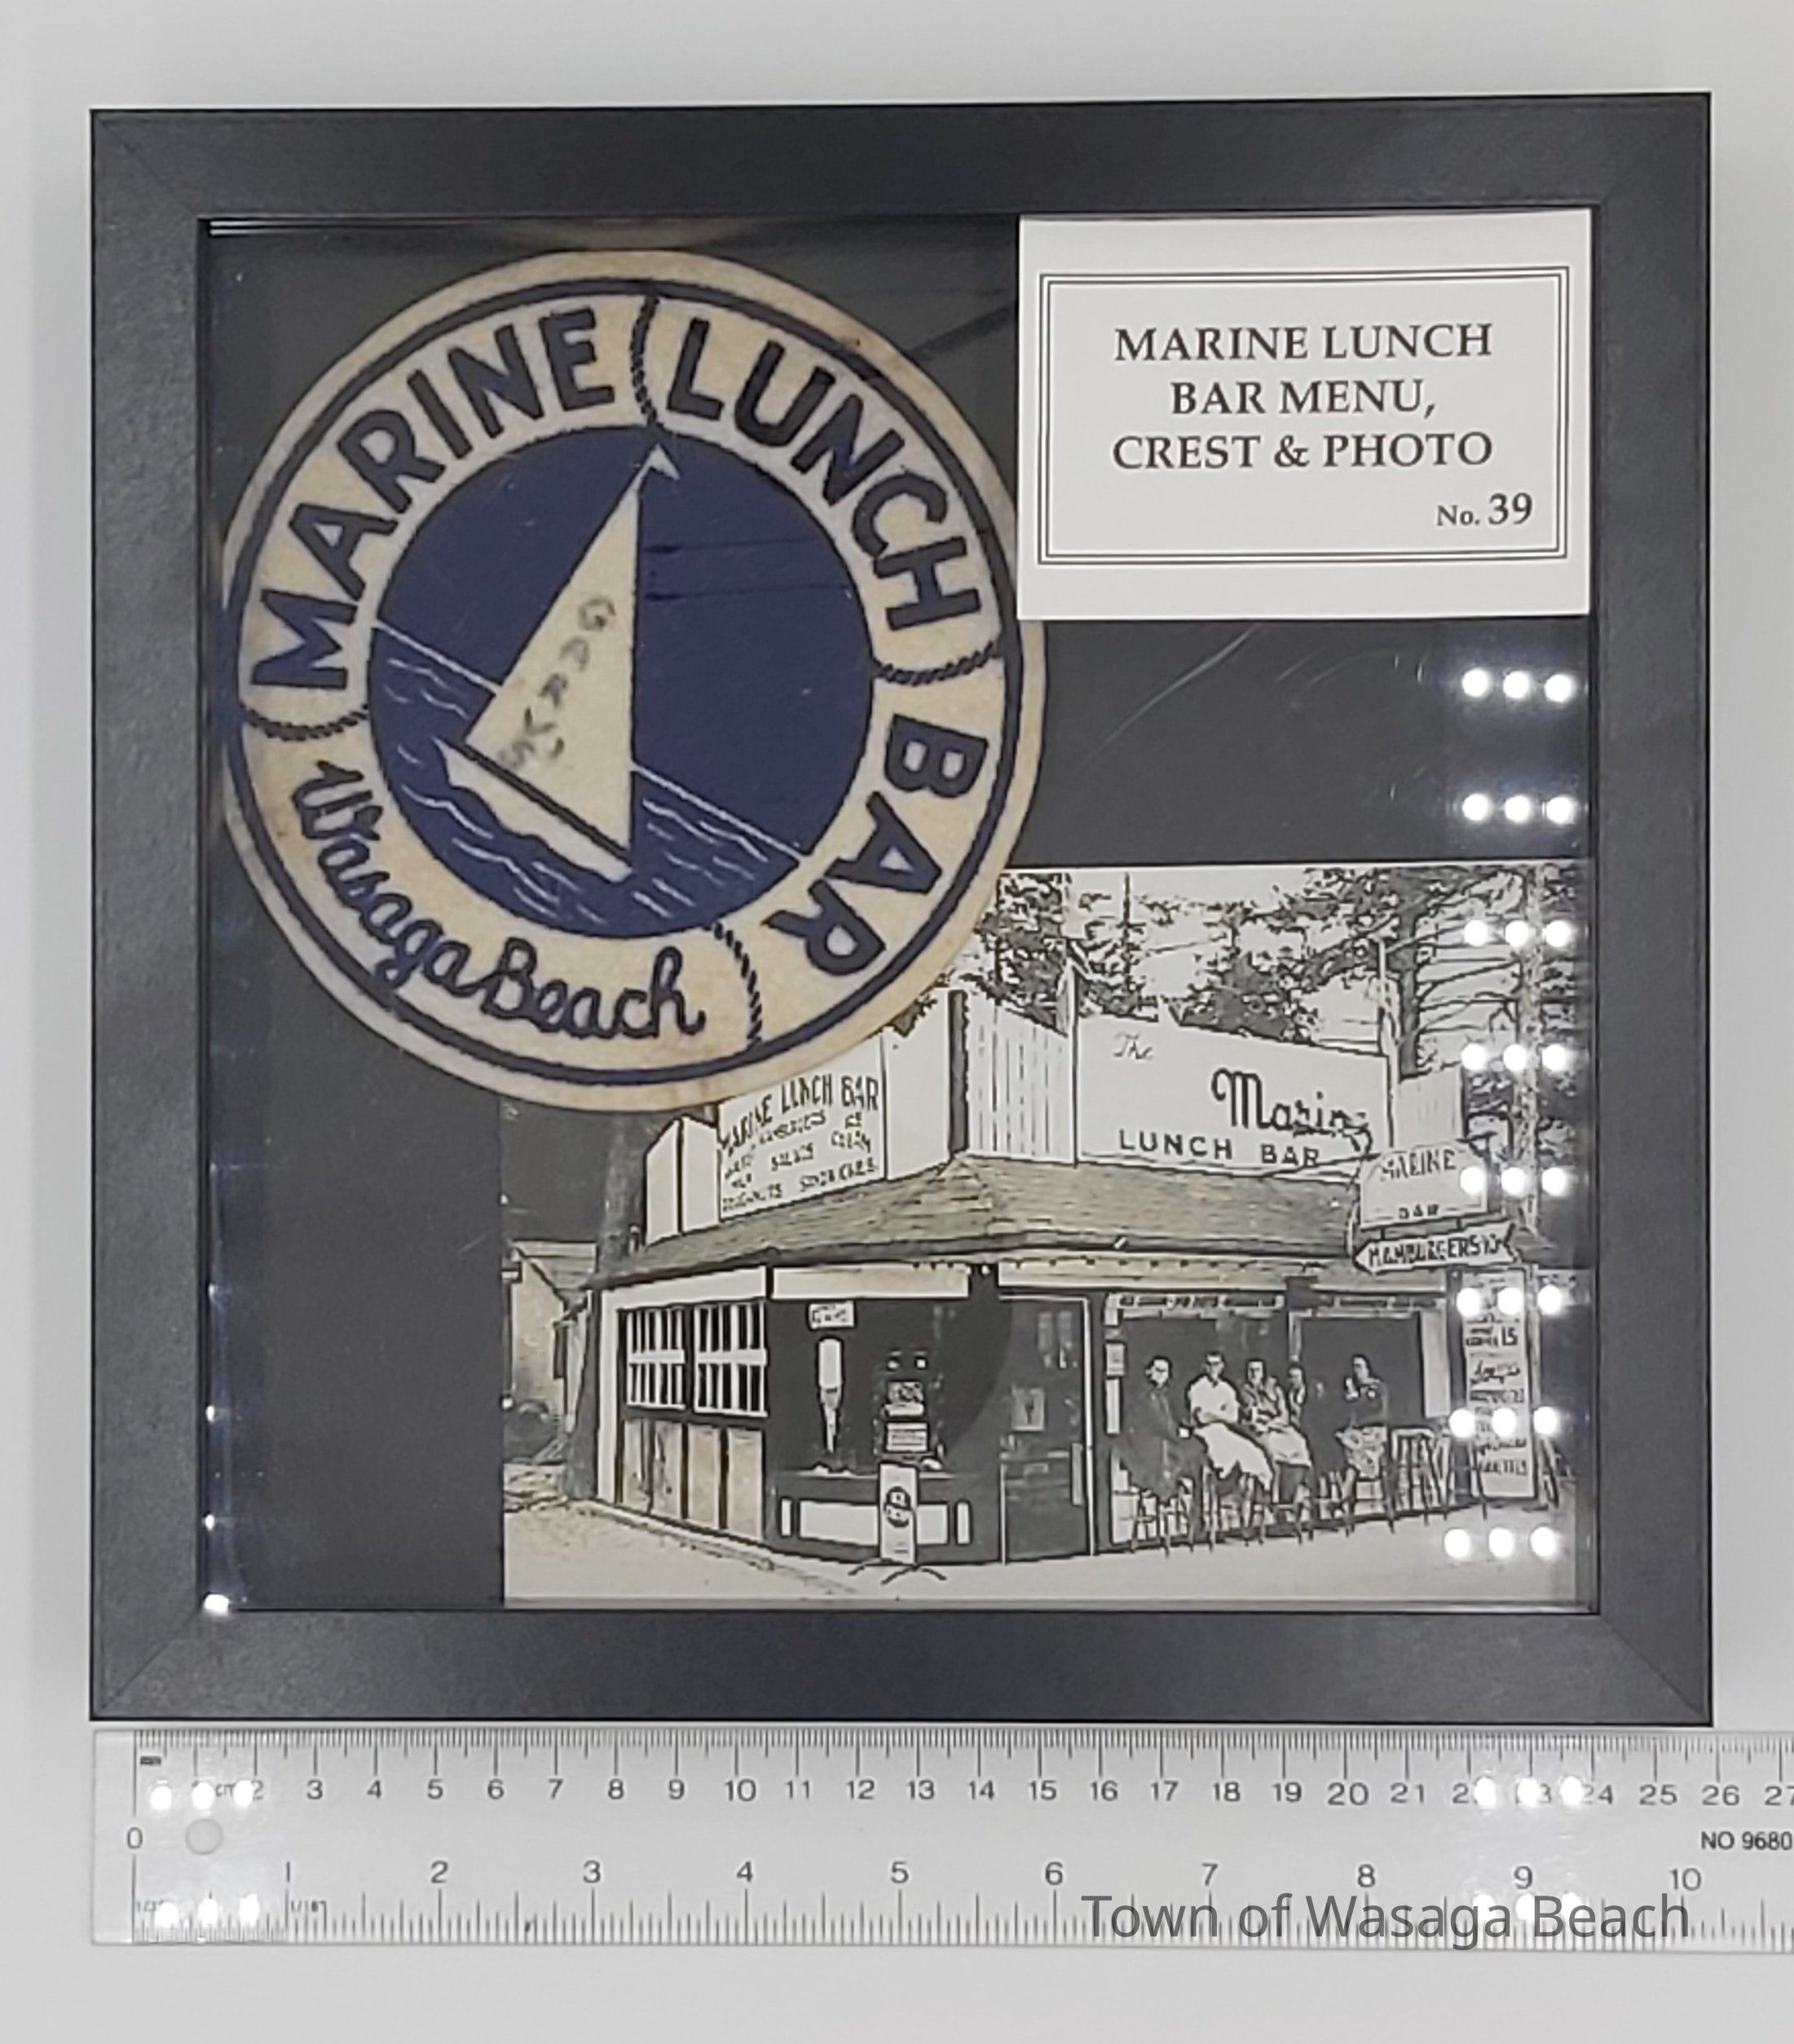 MARINE LUNCH BAR
Wasaga Beach
GARY'S
MARINE LUNCH
BAR MENU,
CREST & PHOTO
No. 39
MARINE LUNCH BAR
The
Marine
LUNCH BAR
MARINE
BAR
HAMBURGERS
15
cm 2 3 4 5 6 7 8 9 10 11 12 13 14 15 16 17 18 19 20 21 24 25 26 27
0
NO 9680
1 2 3 4 5 6 7 8 9 10
1/16"
Town of Wasaga Beach